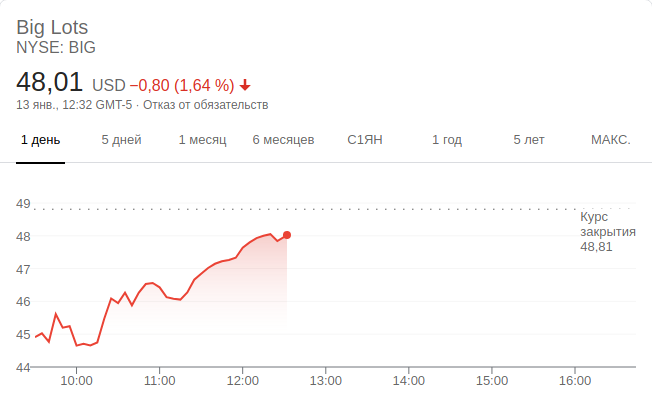 Big Lots
NYSE: BIG
48,01 USD −0,80 (1,64 %)
13 янв., 12:32 GMT-5 · Отказ от обязательств
1 день 5 дней 1 месяц 6 месяцев С1ЯН 1 год 5 лет МАКС.
49
Курс
закрытия
48,81
48
47
46
45
44
10:00 11:00 12:00 13:00 14:00 15:00 16:00